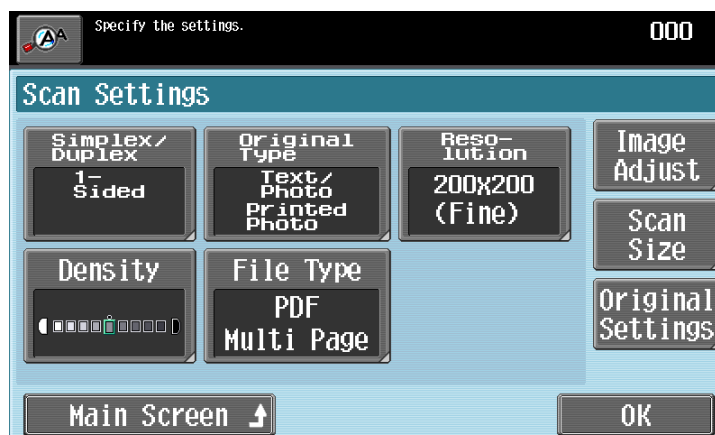 Specify the settings.
000
Scan Settings
Simplex/
Duplex
1-
Sided
Original
Type
Text/
Photo
Printed
Photo
Reso-
lution
200X200
(Fine)
Image
Adjust
Scan
Size
Original
Settings
Density
File Type
PDF
Multi Page
Main Screen
OK